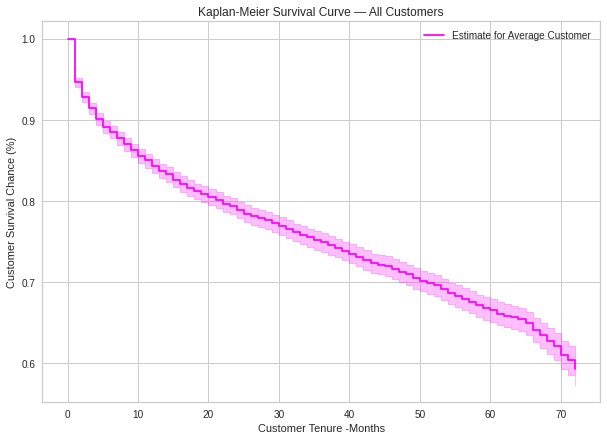 Kaplan-Meier Survival Curve — All Customers
Estimate for Average Customer
Customer Survival Chance (%)
1.0
0.9
0.8
0.7
0.6
0 10 20 30 40 50 60 70
Customer Tenure -Months